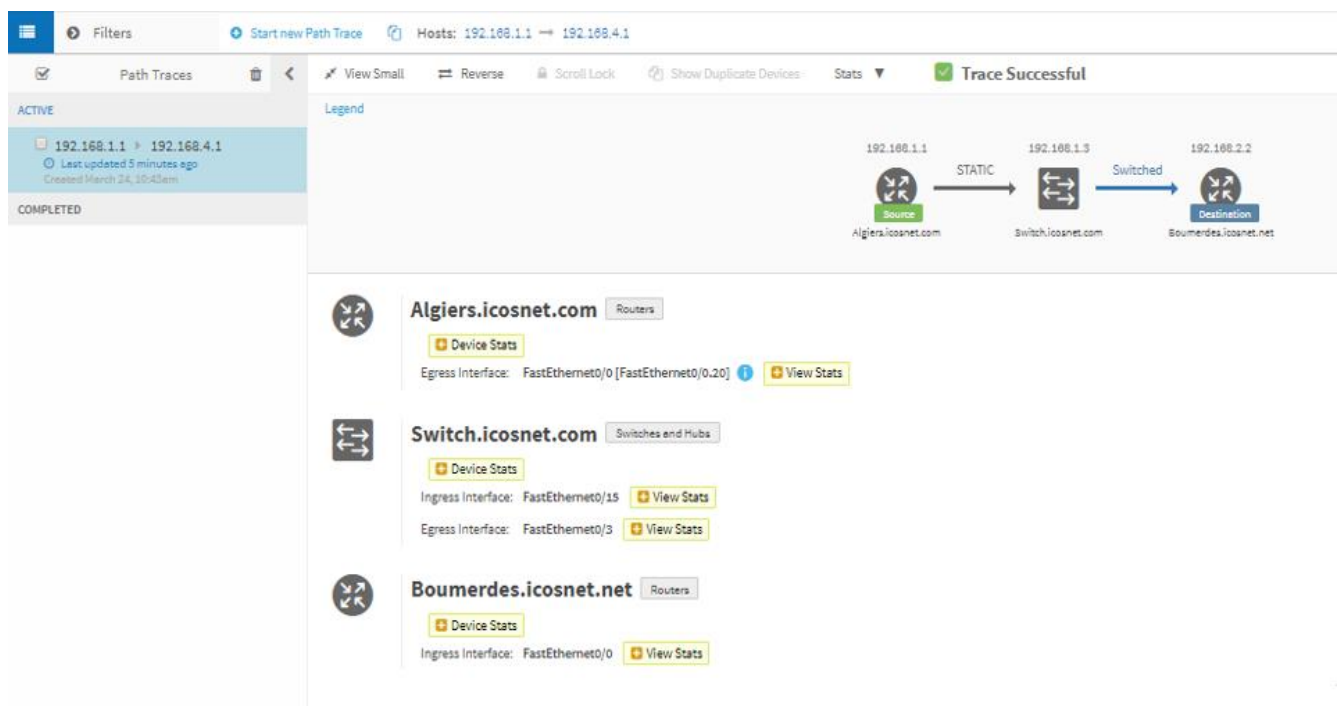 Filters
Start new Path Trace
Hosts: 192.168.1.1 → 192.168.4.1
Path Traces
View Small
Reverse
Scroll Lock
Show Duplicate Devices
Stats ▼
Trace Successful
ACTIVE
192.168.1.1 ▸ 192.168.4.1
Last updated 5 minutes ago
Created March 24, 10:43am
COMPLETED
Legend
192.168.1.1
STATIC
192.168.1.3
Switched
192.168.2.2
Source
Destination
Algiers.icosnet.com
Switch.icosnet.com
Boumerdes.icosnet.net
Algiers.icosnet.com Routers
Device Stats
Egress Interface: FastEthernet0/0 [FastEthernet0/0.20] View Stats
Switch.icosnet.com Switches and Hubs
Device Stats
Ingress Interface: FastEthernet0/15 View Stats
Egress Interface: FastEthernet0/3 View Stats
Boumerdes.icosnet.net Routers
Device Stats
Ingress Interface: FastEthernet0/0 View Stats